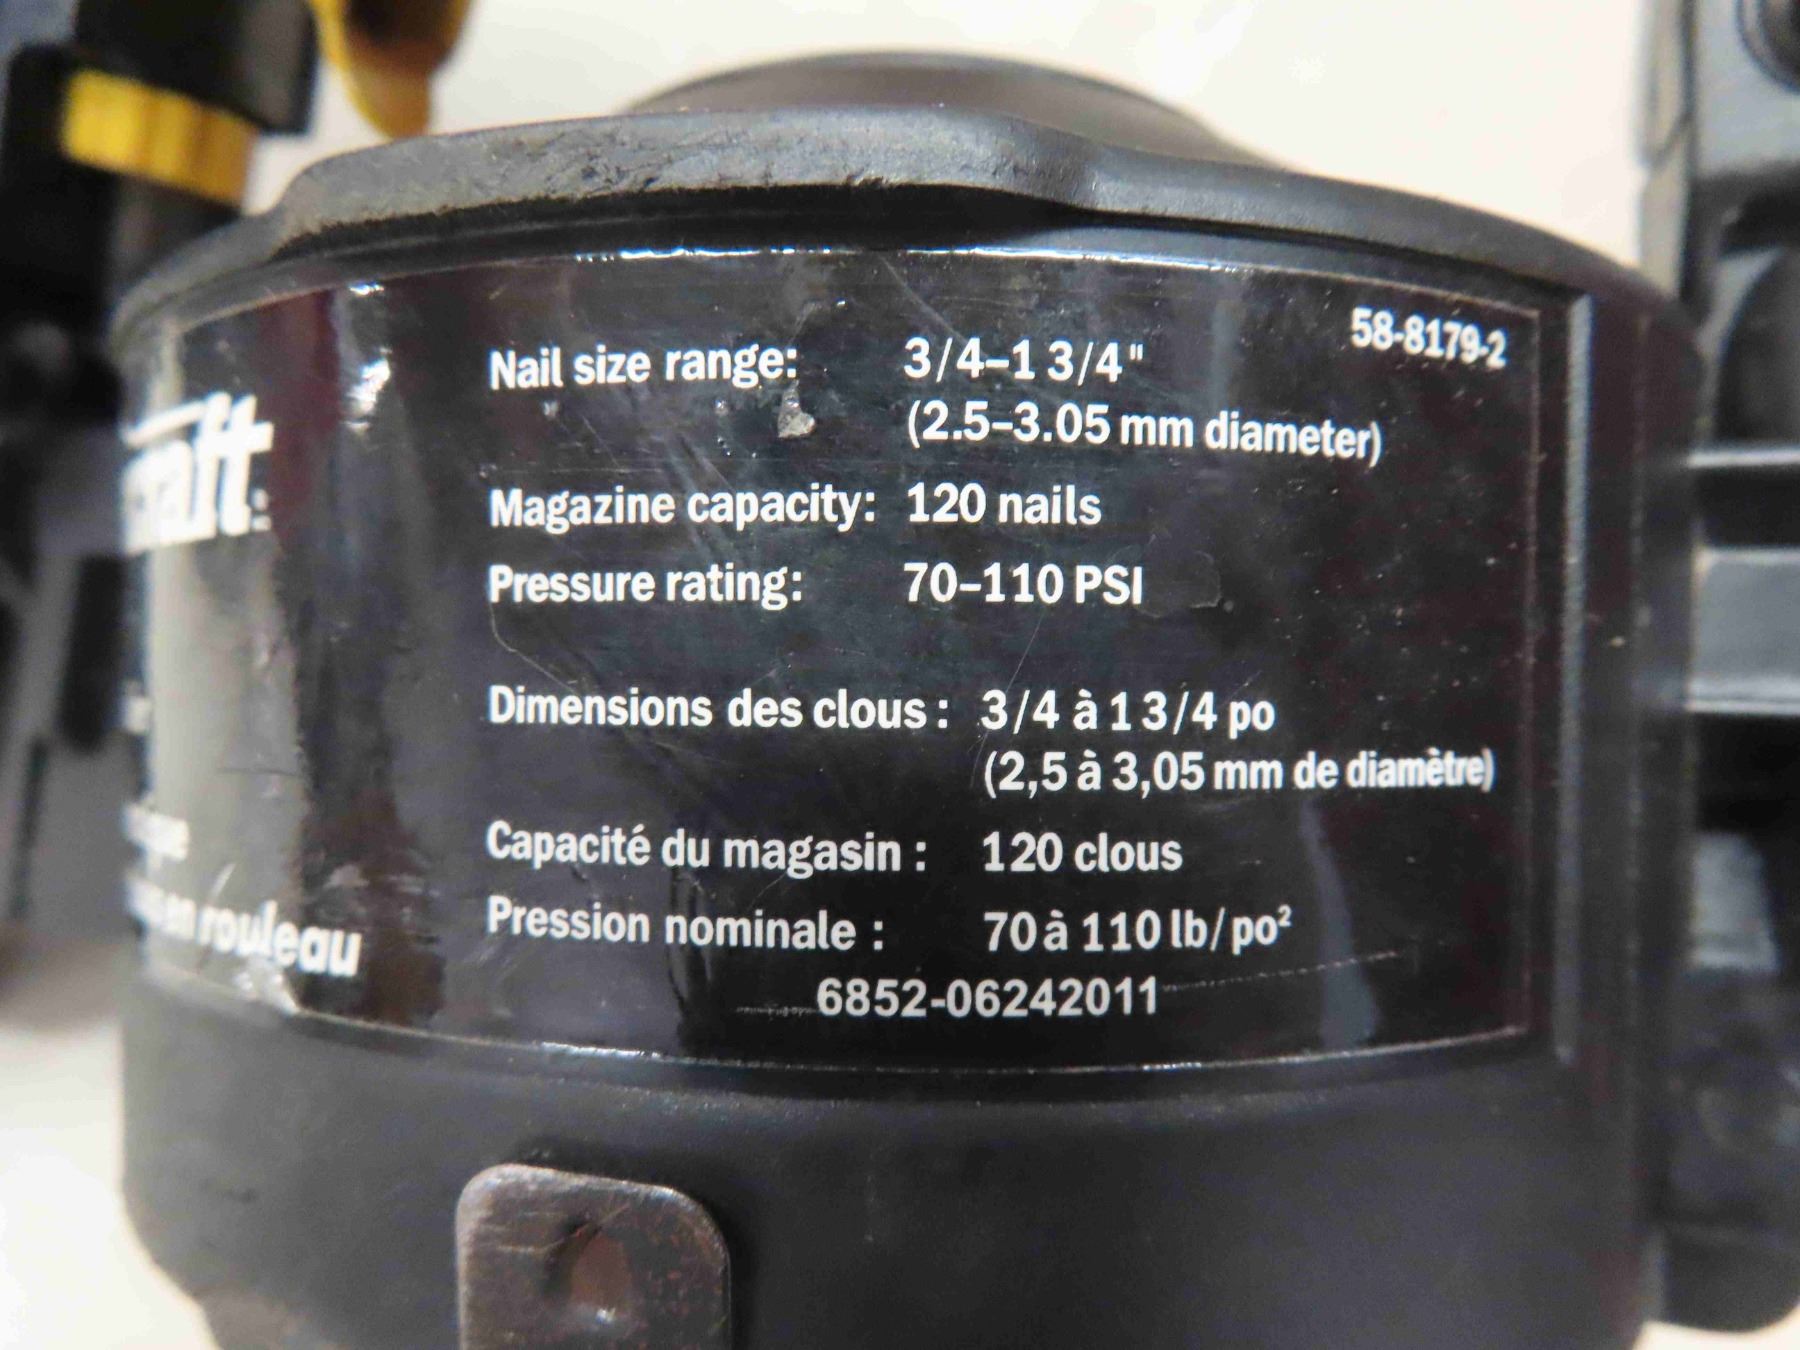 58-8179-2
Nail size range: 3/4–1 3/4"
(2.5–3.05 mm diameter)
Magazine capacity: 120 nails
Pressure rating: 70–110 PSI
Dimensions des clous : 3/4 à 1 3/4 po
(2,5 à 3,05 mm de diamètre)
Capacité du magasin : 120 clous
Pression nominale : 70 à 110 lb/po²
6852-06242011
en rouleau